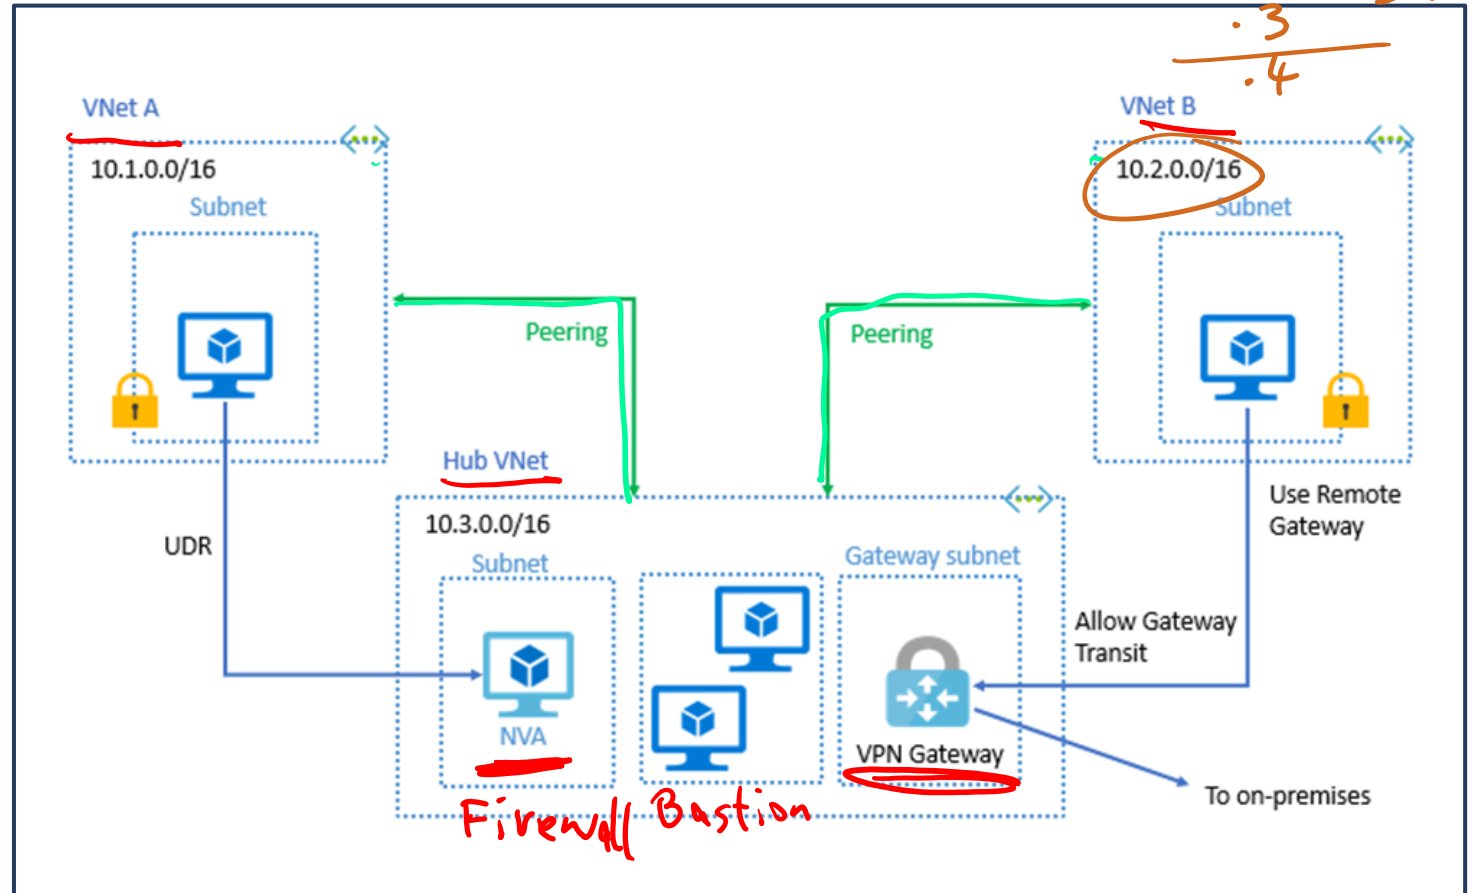 .3
.4
VNet A
VNet B
10.1.0.0/16
10.2.0.0/16
Subnet
Subnet
Peering
Peering
Hub VNet
Use Remote
Gateway
10.3.0.0/16
UDR
Subnet
Gateway subnet
Allow Gateway
Transit
NVA
VPN Gateway
To on-premises
Firewall Bastion